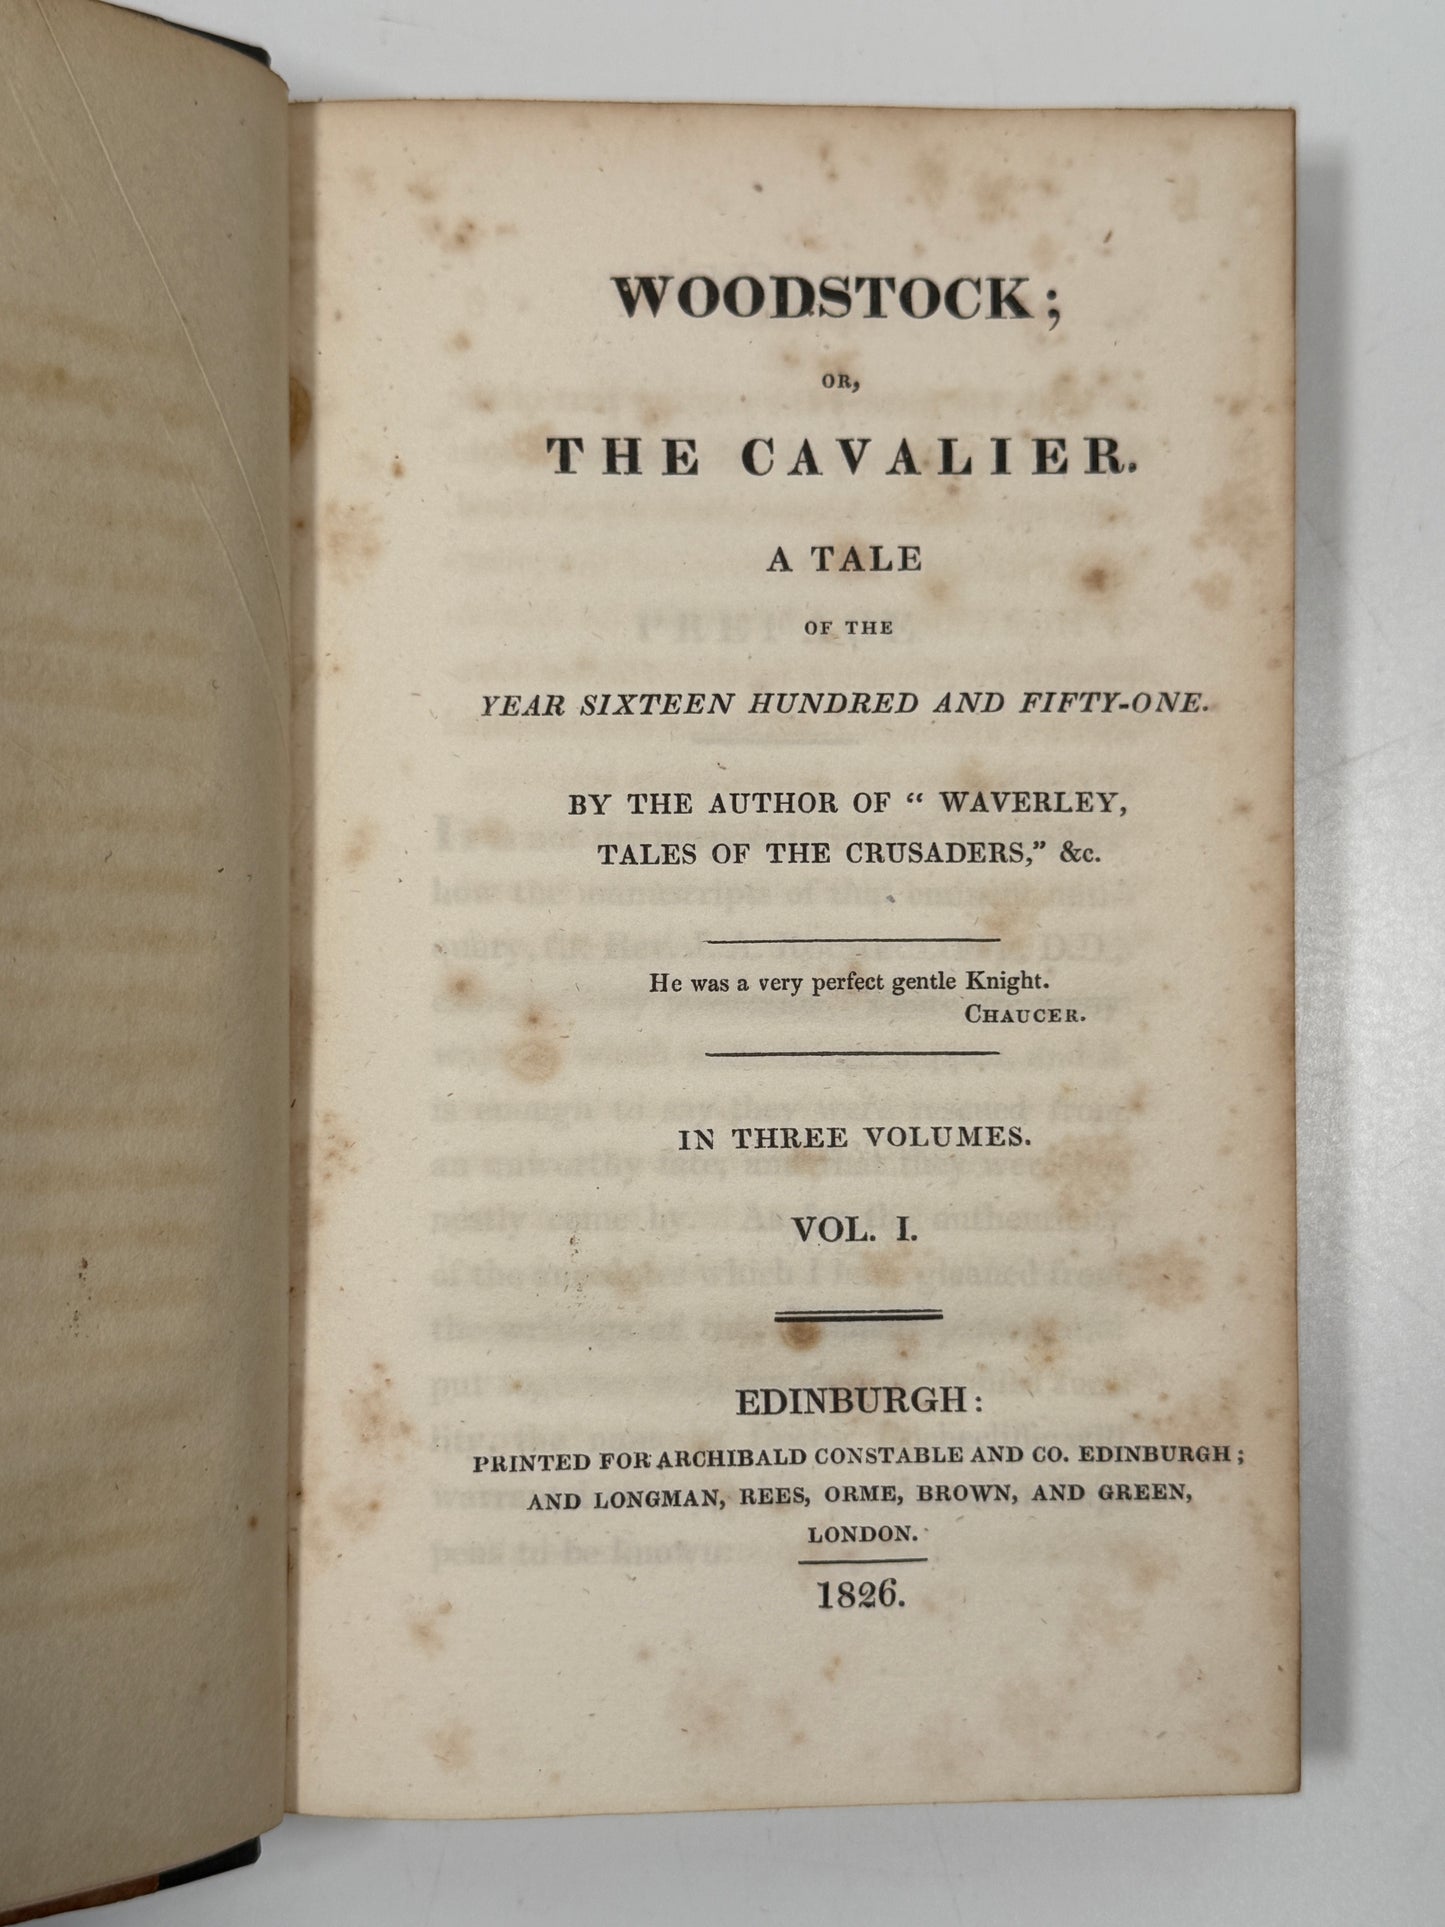 WOODSTOCK;
OR,
THE CAVALIER.
A TALE
OF THE
YEAR SIXTEEN HUNDRED AND FIFTY-ONE.
BY THE AUTHOR OF “ WAVERLEY,
TALES OF THE CRUSADERS,” &c.
He was a very perfect gentle Knight.
CHAUCER.
IN THREE VOLUMES.
VOL. I.
EDINBURGH:
PRINTED FOR ARCHIBALD CONSTABLE AND CO. EDINBURGH;
AND LONGMAN, REES, ORME, BROWN, AND GREEN,
LONDON.
1826.